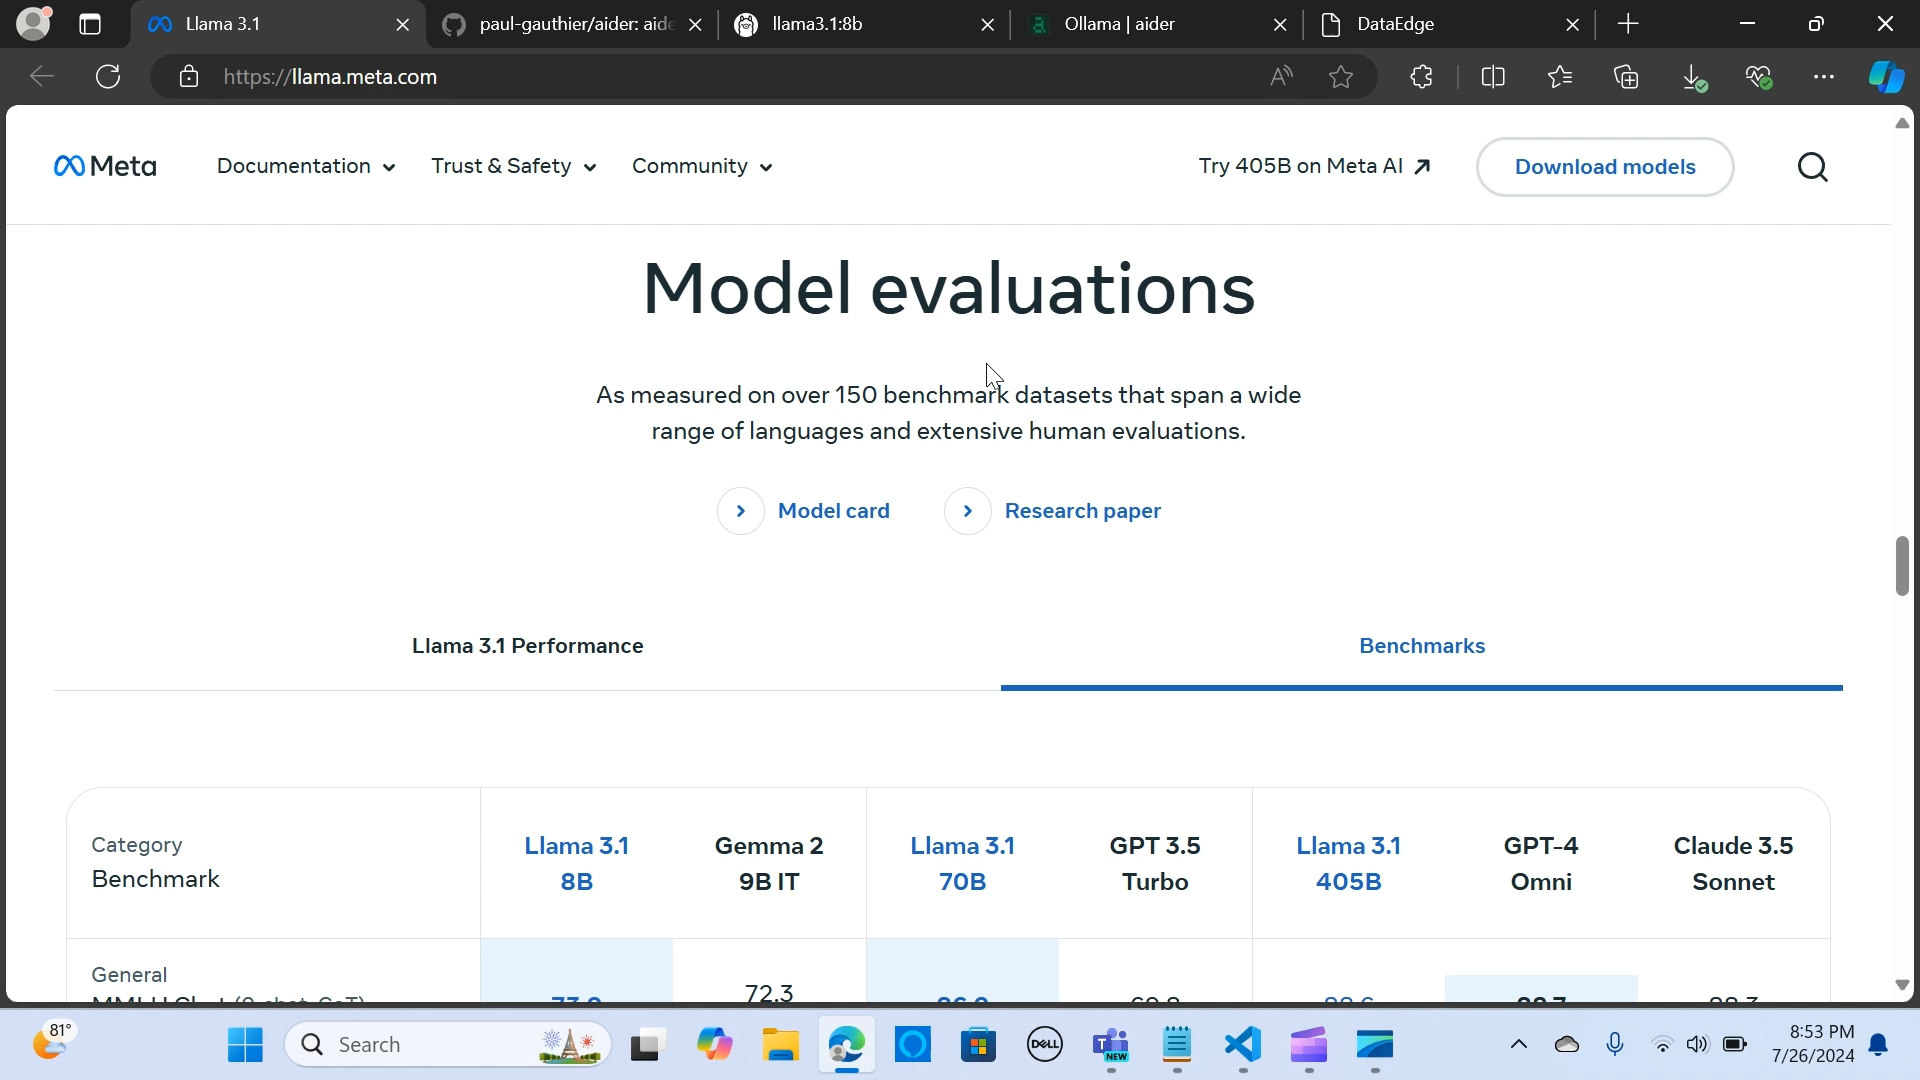 Llama 3.1
paul-gauthier/aider: aide
llama3.1:8b
Ollama | aider
DataEdge
https://llama.meta.com
Meta
Documentation
Trust & Safety
Community
Try 405B on Meta AI
Download models
Model evaluations
As measured on over 150 benchmark datasets that span a wide
range of languages and extensive human evaluations.
Model card
Research paper
Llama 3.1 Performance
Benchmarks
Category
Benchmark
Llama 3.1
8B
Gemma 2
9B IT
Llama 3.1
70B
GPT 3.5
Turbo
Llama 3.1
405B
GPT-4
Omni
Claude 3.5
Sonnet
General
72.3
81°
Search
DELL
T
NEW
8:53 PM
7/26/2024